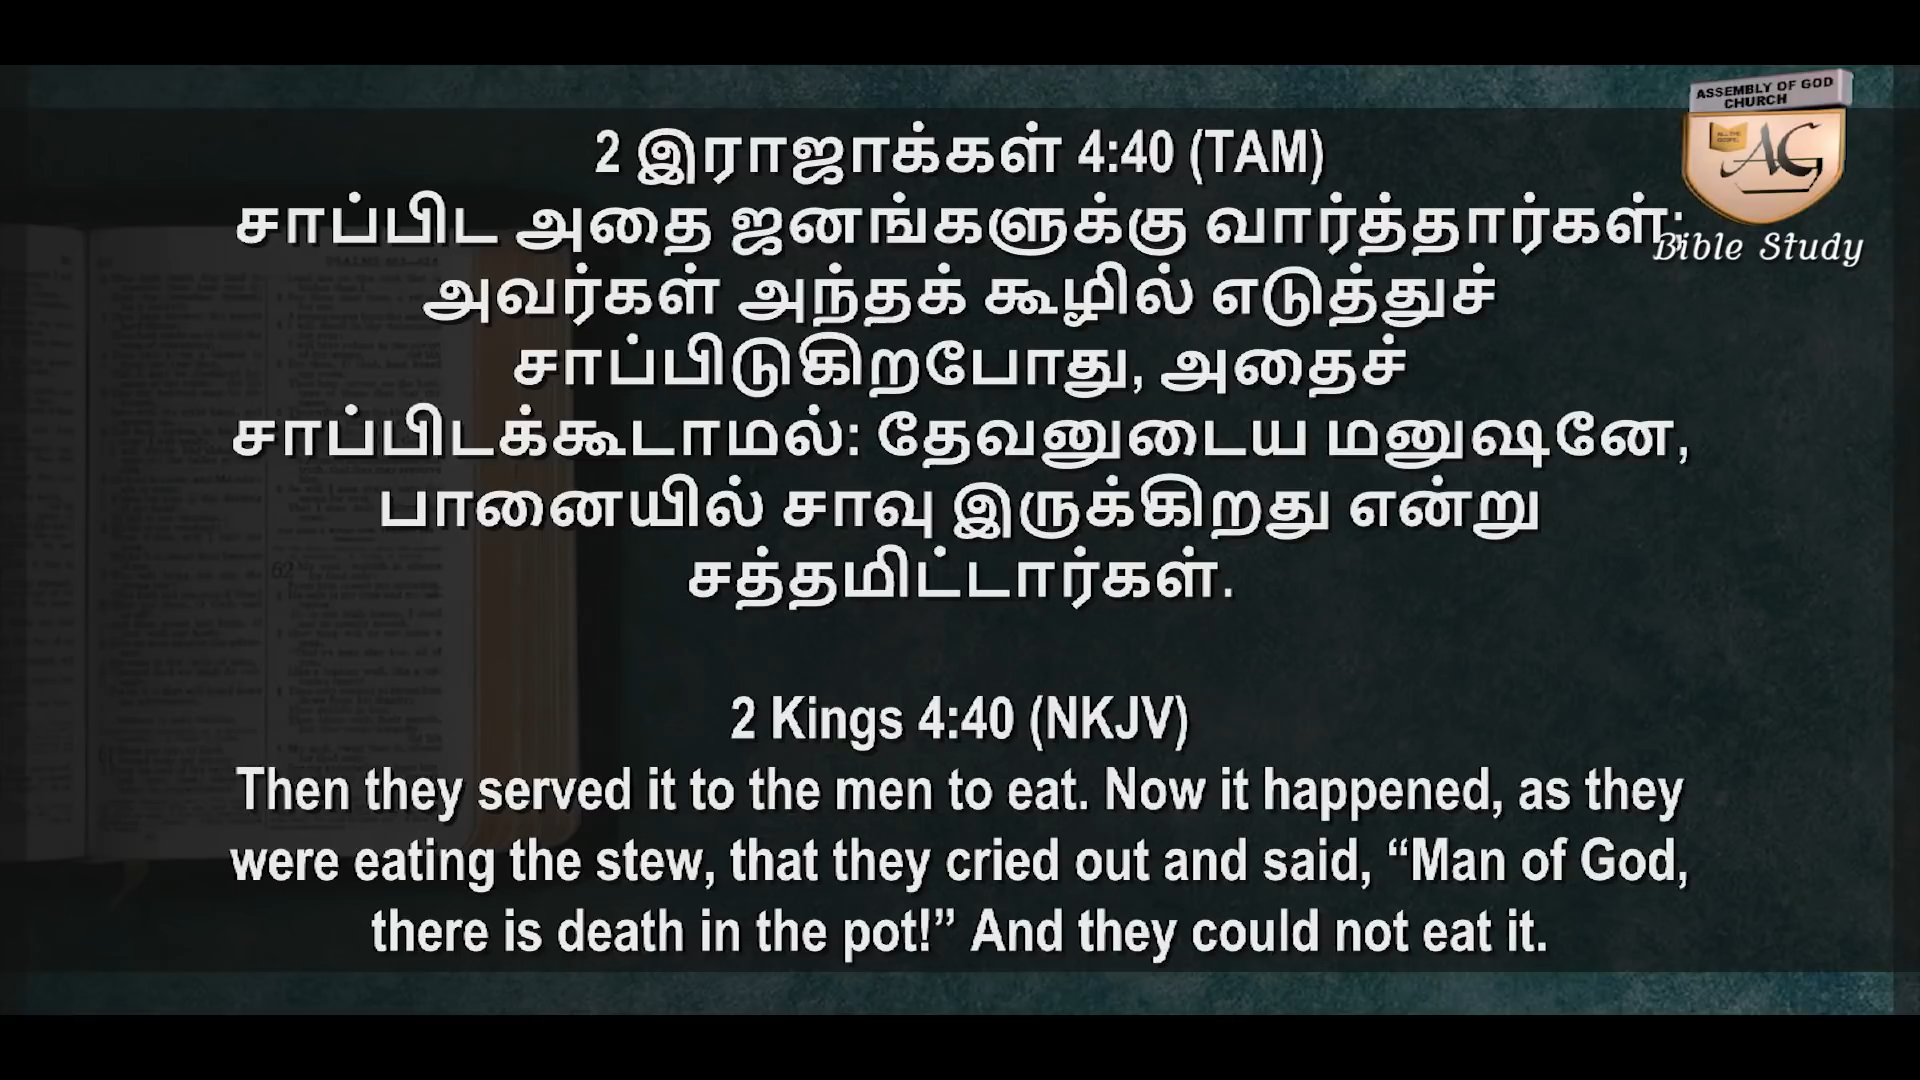 ASSEMBLY OF GOD
CHURCH
AG
Bible Study
2 இராஜாக்கள் 4:40 (TAM)
சாப்பிட அதை ஜனங்களுக்கு வார்த்தார்கள்;
அவர்கள் அந்தக் கூழில் எடுத்துச்
சாப்பிடுகிறபோது, அதைச்
சாப்பிடக்கூடாமல்: தேவனுடைய மனுஷனே,
பானையில் சாவு இருக்கிறது என்று
சத்தமிட்டார்கள்.
2 Kings 4:40 (NKJV)
Then they served it to the men to eat. Now it happened, as they
were eating the stew, that they cried out and said, “Man of God,
there is death in the pot!” And they could not eat it.